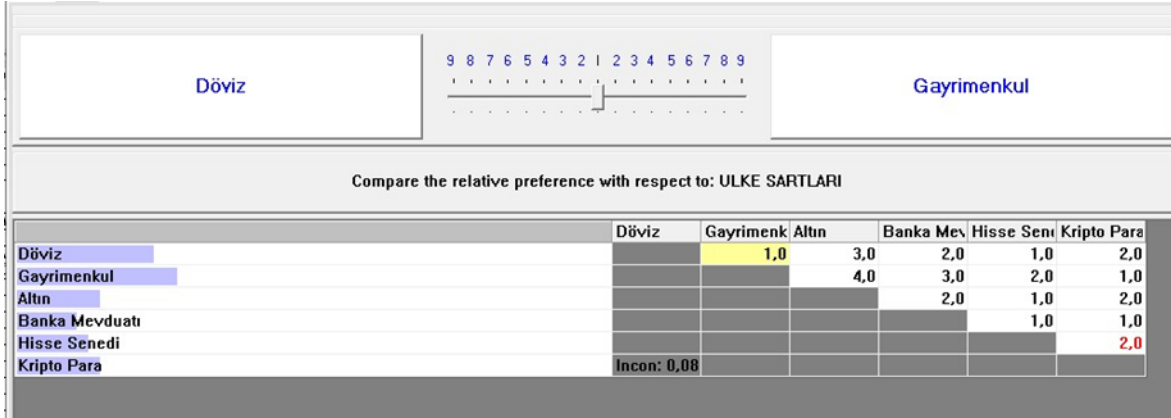 Döviz
9 8 7 6 5 4 3 2 | 2 3 4 5 6 7 8 9
Gayrimenkul
Compare the relative preference with respect to: ULKE SARTLARI
Döviz Gayrimenk Altın Banka Mev Hisse Sene Kripto Para
Döviz 1,0 3,0 2,0 1,0 2,0
Gayrimenkul 4,0 3,0 2,0 1,0
Altın 2,0 1,0 2,0
Banka Mevduatı 1,0 1,0
Hisse Senedi 2,0
Kripto Para Incon: 0,08